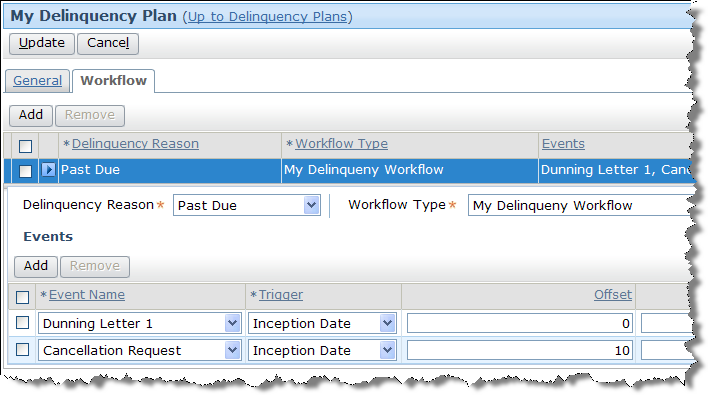 My Delinquency Plan (Up to Delinquency Plans)
Update Cancel
General Workflow
Add Remove
*Delinquency Reason *Workflow Type Events
Past Due My Delinqueny Workflow Dunning Letter 1, Canc
Delinquency Reason* Past Due Workflow Type* My Delinqueny Workflow
Events
Add Remove
*Event Name *Trigger Offset
Dunning Letter 1 Inception Date 0
Cancellation Request Inception Date 10